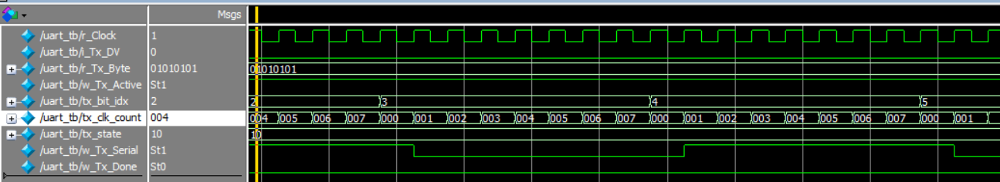 Msgs
/uart_tb/r_Clock 1
/uart_tb/i_Tx_DV 0
/uart_tb/r_Tx_Byte 01010101 01010101
/uart_tb/w_Tx_Active St1
/uart_tb/tx_bit_idx 2 2 3 4 5
/uart_tb/tx_clk_count 004 004 005 006 007 000 001 002 003 004 005 006 007 000 001 002 003 004 005 006 007 000 001
/uart_tb/tx_state 10 10
/uart_tb/w_Tx_Serial St1
/uart_tb/w_Tx_Done St0